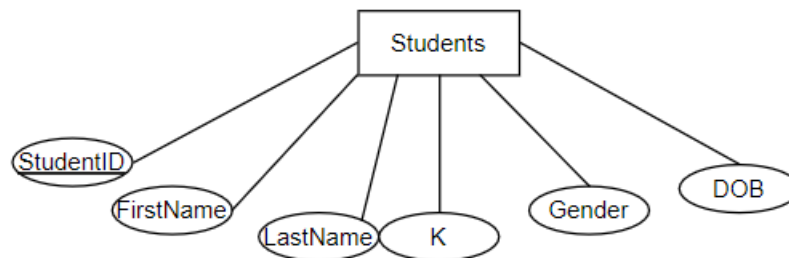 Students
StudentID
FirstName
LastName
K
Gender
DOB